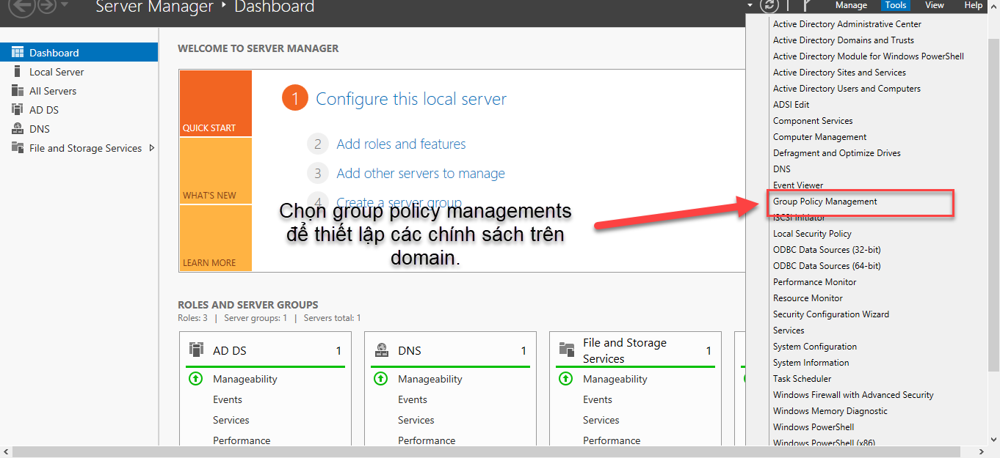 Server Manager ‣ Dashboard
Manage Tools View Help
Dashboard
Local Server
All Servers
AD DS
DNS
File and Storage Services
WELCOME TO SERVER MANAGER
QUICK START
WHAT'S NEW
LEARN MORE
1 Configure this local server
2 Add roles and features
3 Add other servers to manage
4 Create a server group
Chọn group policy managements
để thiết lập các chính sách trên
domain.
ROLES AND SERVER GROUPS
Roles: 3 | Server groups: 1 | Servers total: 1
AD DS 1
Manageability
Events
Services
Performance
DNS 1
Manageability
Events
Services
Performance
File and Storage
Services 1
Manageability
Events
Services
Performance
Active Directory Administrative Center
Active Directory Domains and Trusts
Active Directory Module for Windows PowerShell
Active Directory Sites and Services
Active Directory Users and Computers
ADSI Edit
Component Services
Computer Management
Defragment and Optimize Drives
DNS
Event Viewer
Group Policy Management
iSCSI Initiator
Local Security Policy
ODBC Data Sources (32-bit)
ODBC Data Sources (64-bit)
Performance Monitor
Resource Monitor
Security Configuration Wizard
Services
System Configuration
System Information
Task Scheduler
Windows Firewall with Advanced Security
Windows Memory Diagnostic
Windows PowerShell
Windows PowerShell (x86)